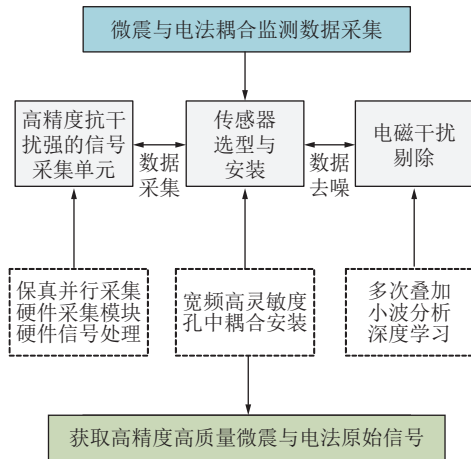 微震与电法耦合监测数据采集
高精度抗干
扰强的信号
采集单元
数据
采集
传感器
选型与
安装
数据
去噪
电磁干扰
剔除
保真并行采集
硬件采集模块
硬件信号处理
宽频高灵敏度
孔中耦合安装
多次叠加
小波分析
深度学习
获取高精度高质量微震与电法原始信号